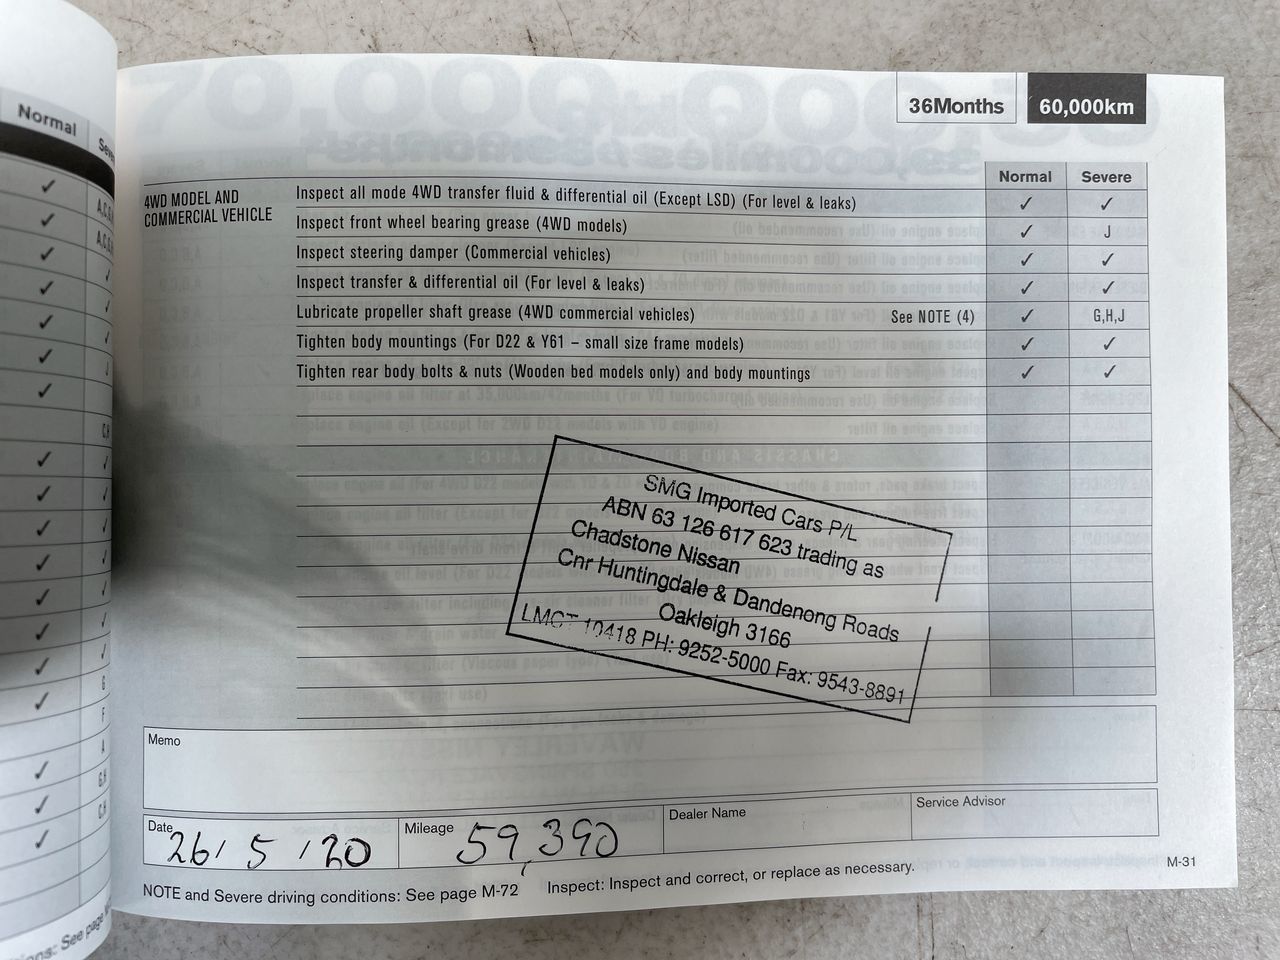 Normal
36Months 60,000km
Normal Severe
4WD MODEL AND COMMERCIAL VEHICLE
Inspect all mode 4WD transfer fluid & differential oil (Except LSD) (For level & leaks) ✓ ✓
Inspect front wheel bearing grease (4WD models) ✓ J
Inspect steering damper (Commercial vehicles) ✓ ✓
Inspect transfer & differential oil (For level & leaks) ✓ ✓
Lubricate propeller shaft grease (4WD commercial vehicles) See NOTE (4) ✓ G,H,J
Tighten body mountings (For D22 & Y61 – small size frame models) ✓ ✓
Tighten rear body bolts & nuts (Wooden bed models only) and body mountings ✓ ✓
SMG Imported Cars P/L
ABN 63 126 617 623 trading as
Chadstone Nissan
Cnr Huntingdale & Dandenong Roads
Oakleigh 3166
LMCT 10418 PH: 9252-5000 Fax: 9543-8891
Memo
Date 26/5/20 Mileage 59,390 Dealer Name Service Advisor
NOTE and Severe driving conditions: See page M-72 Inspect: Inspect and correct, or replace as necessary. M-31